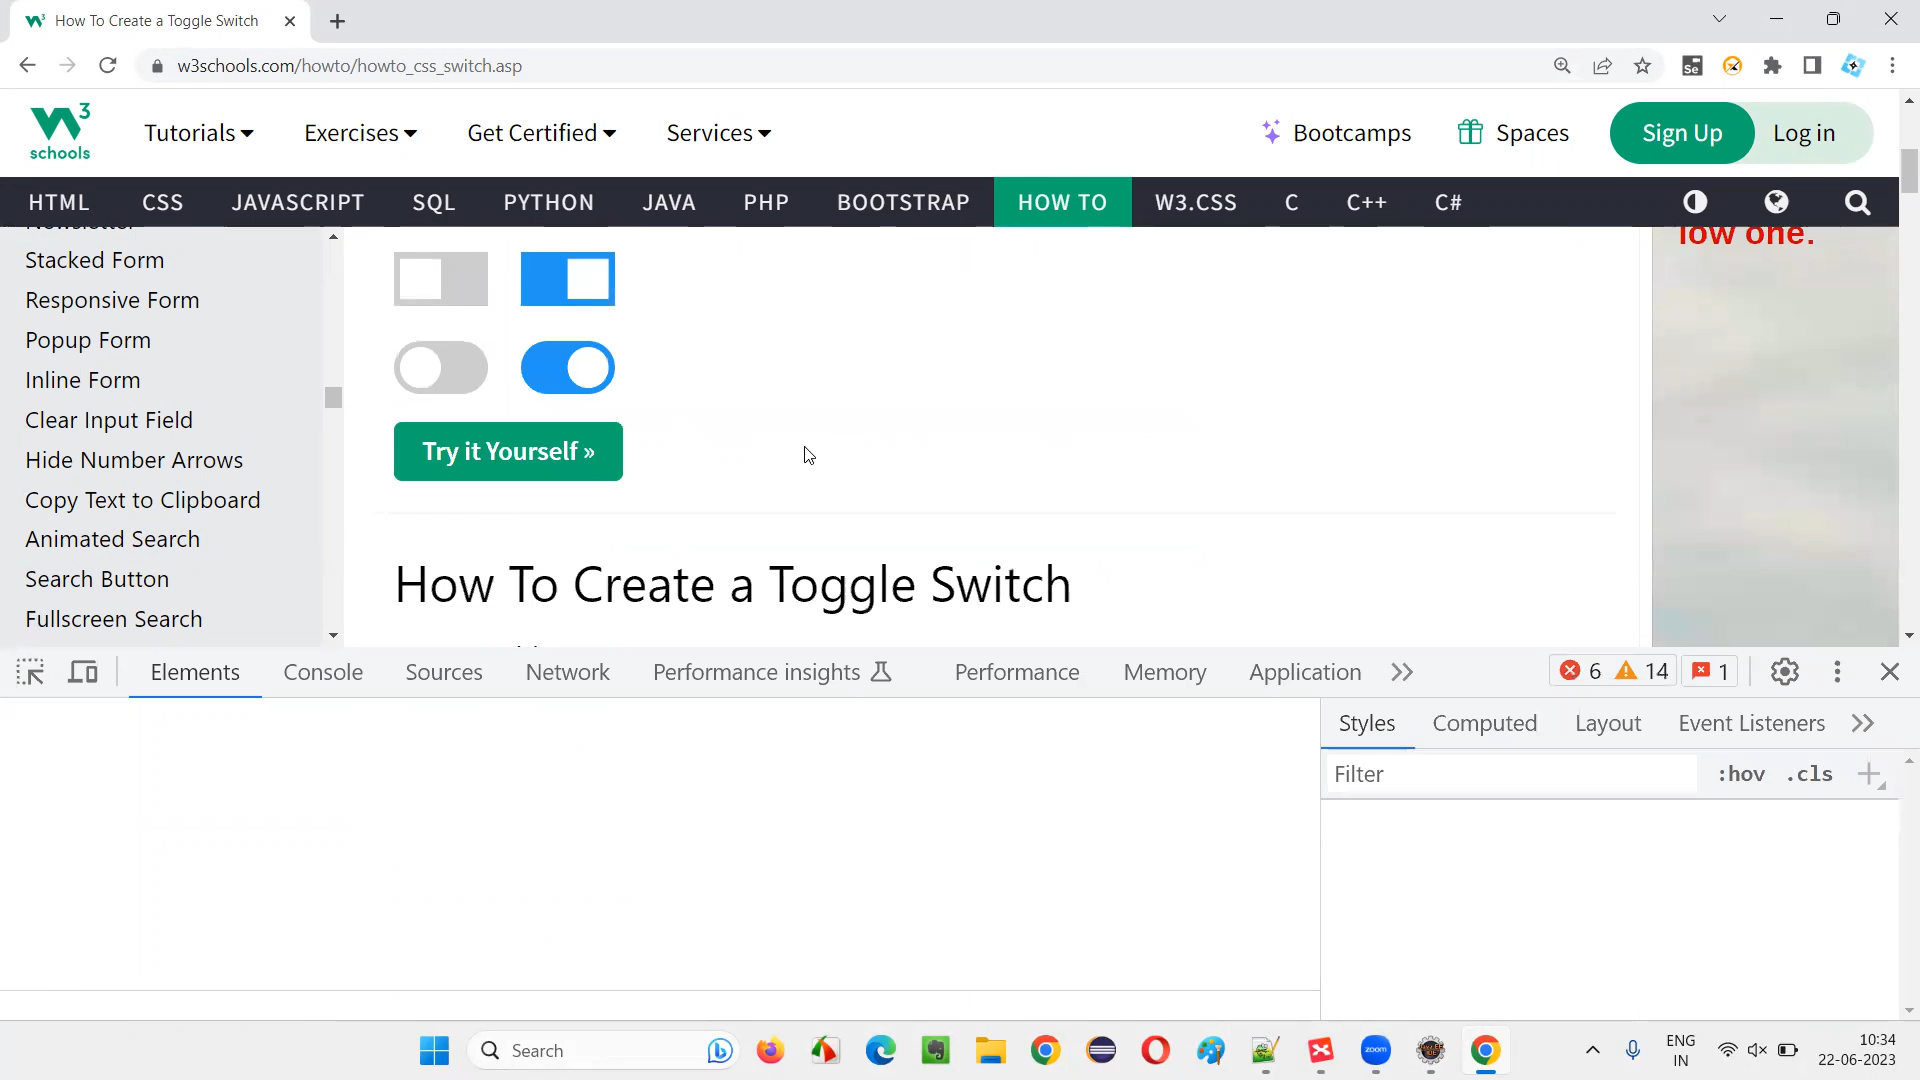 How To Create a Toggle Switch
w3schools.com/howto/howto_css_switch.asp
3
schools
Tutorials Exercises Get Certified Services Bootcamps Spaces Sign Up Log in
HTML CSS JAVASCRIPT SQL PYTHON JAVA PHP BOOTSTRAP HOW TO W3.CSS C C++ C#
Newsletter
low one.
Stacked Form
Responsive Form
Popup Form
Inline Form
Clear Input Field
Hide Number Arrows
Copy Text to Clipboard
Animated Search
Search Button
Fullscreen Search
Try it Yourself »
How To Create a Toggle Switch
Elements Console Sources Network Performance insights Performance Memory Application 6 14 1
Styles Computed Layout Event Listeners
Filter :hov .cls
Search
zoom
ENG
IN
10:34
22-06-2023